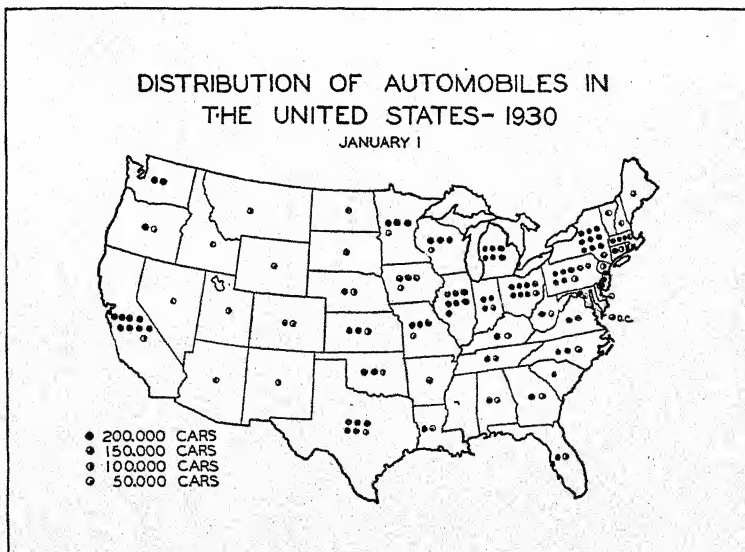 DISTRIBUTION OF AUTOMOBILES IN
THE UNITED STATES- 1930
JANUARY 1
D.C.
200.000 CARS
150.000 CARS
100.000 CARS
50.000 CARS